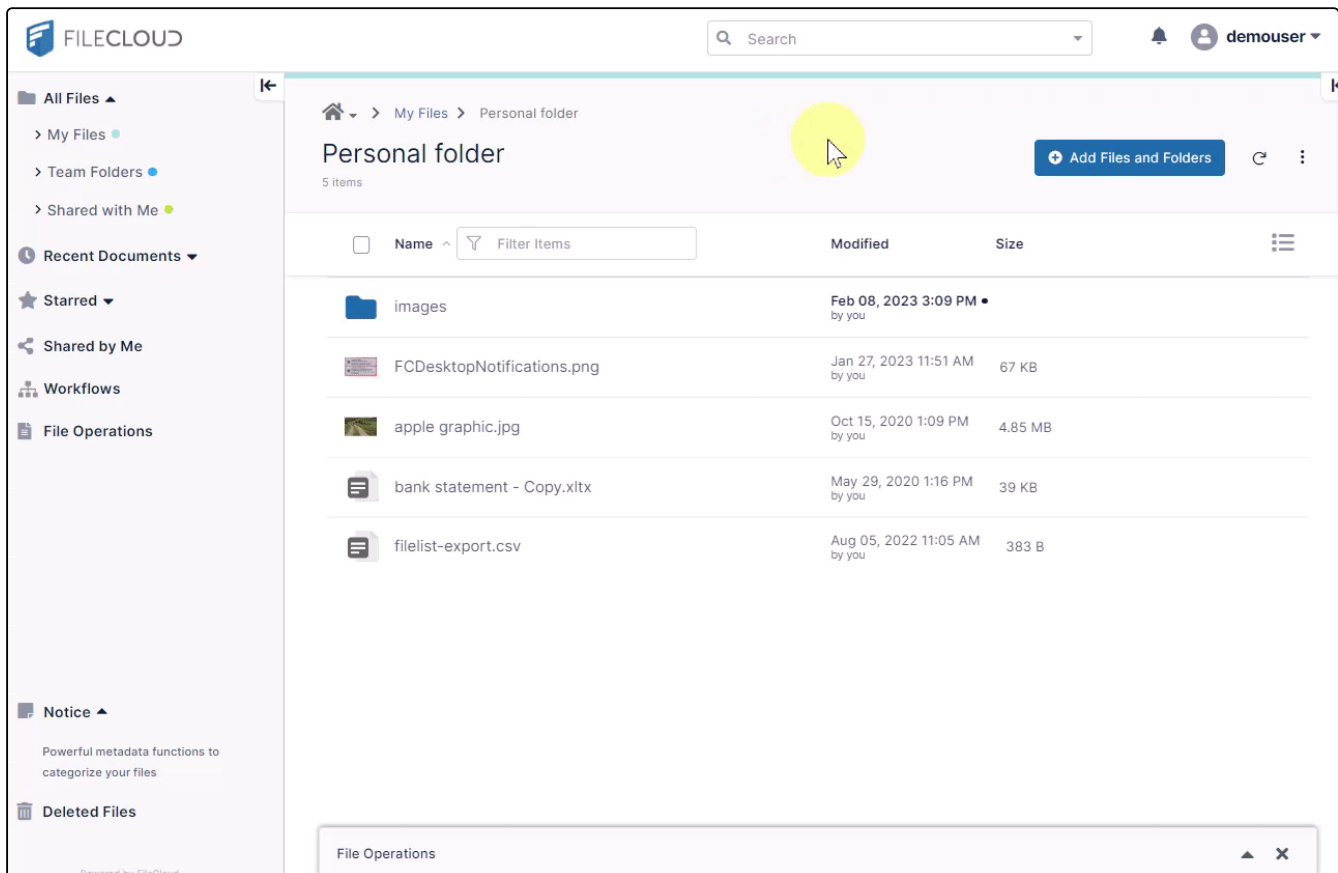 FILECLOUD
Search
demouser
All Files
My Files
Team Folders
Shared with Me
Recent Documents
Starred
Shared by Me
Workflows
File Operations
Notice
Powerful metadata functions to
categorize your files
Deleted Files
Powered by FileCloud
My Files Personal folder
Personal folder
5 items
Add Files and Folders
Name Filter Items Modified Size
images Feb 08, 2023 3:09 PM
by you
FCDesktopNotifications.png Jan 27, 2023 11:51 AM 67 KB
by you
apple graphic.jpg Oct 15, 2020 1:09 PM 4.85 MB
by you
bank statement - Copy.xltx May 29, 2020 1:16 PM 39 KB
by you
filelist-export.csv Aug 05, 2022 11:05 AM 383 B
by you
File Operations